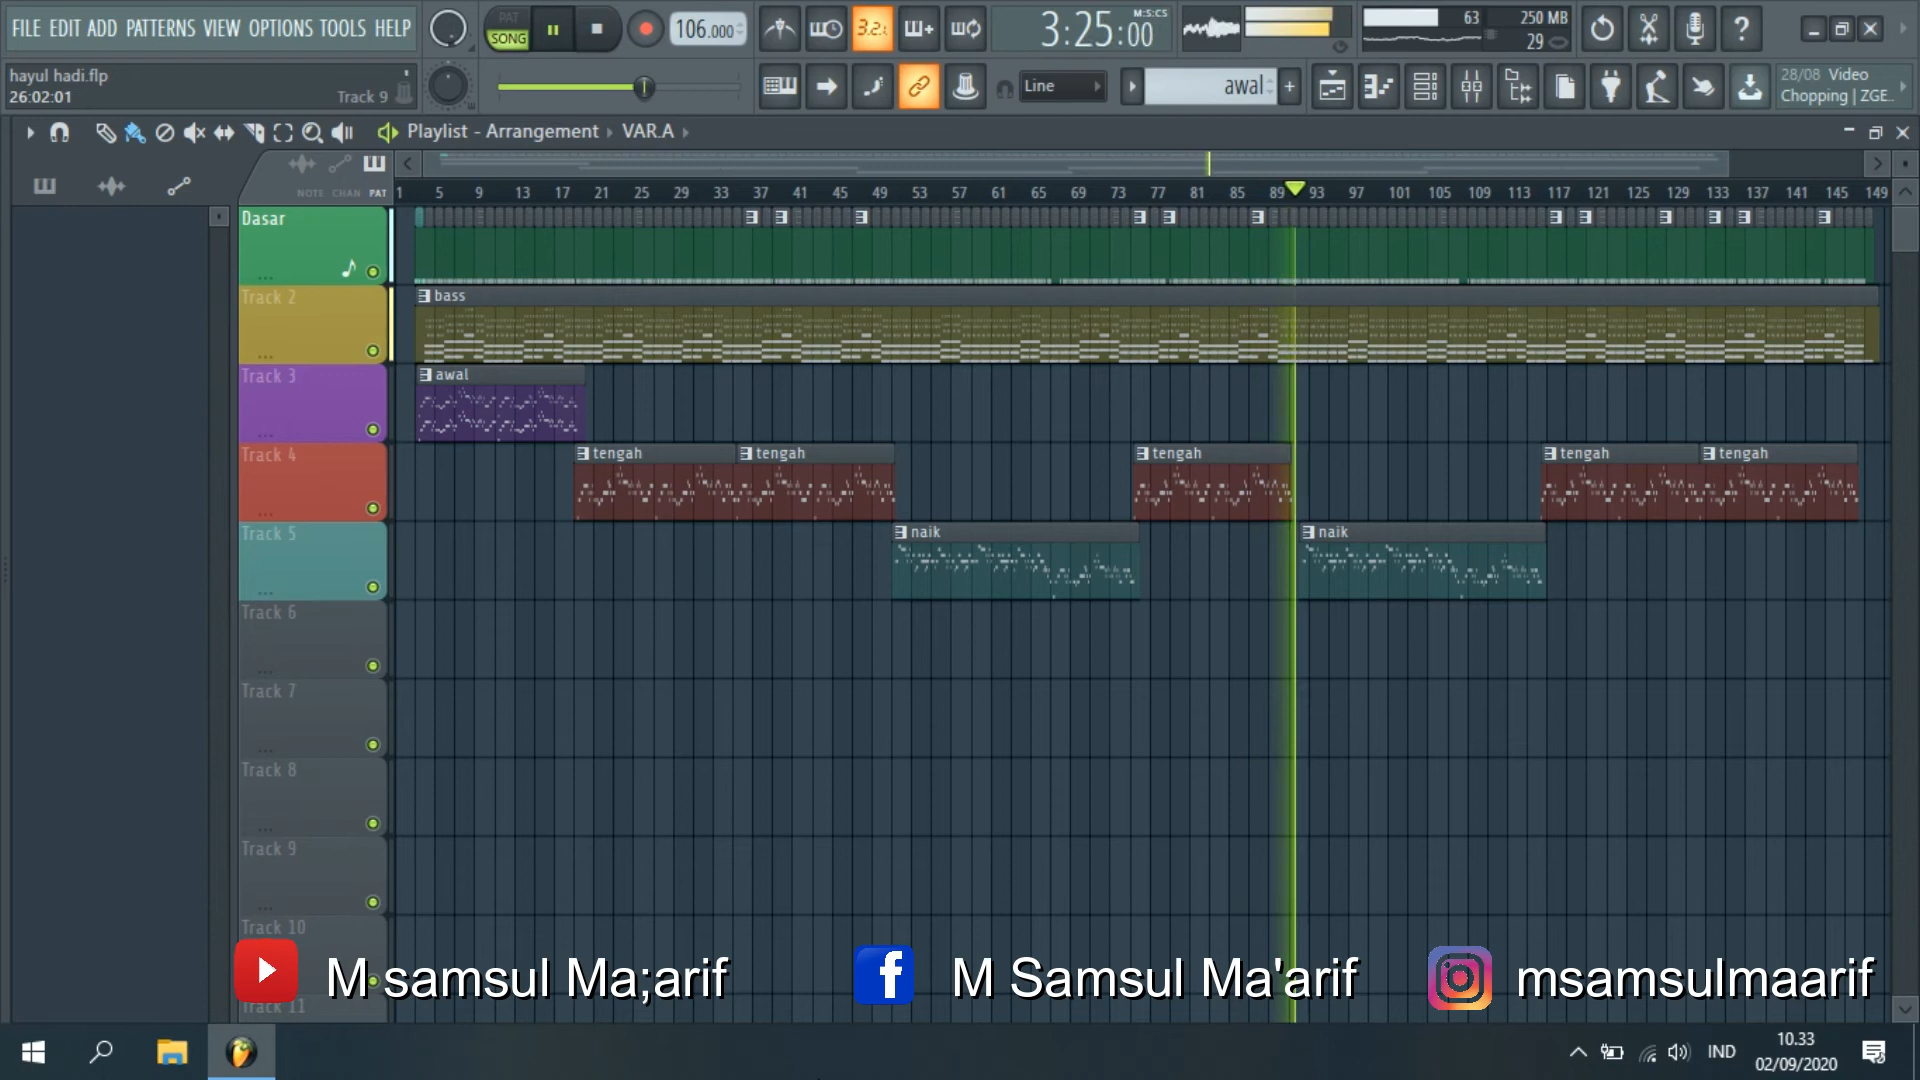 FILE EDIT ADD PATTERNS VIEW OPTIONS TOOLS HELP
PAT
SONG
106.000
3.2.
3:25:00
M:S:CS
63
250 MB
29
hayul hadi.flp
26:02:01
Track 9
Line
awal
28/08 Video
Chopping | ZGE..
Playlist - Arrangement VAR.A
NOTE CHAN PAT
1 5 9 13 17 21 25 29 33 37 41 45 49 53 57 61 65 69 73 77 81 85 89 93 97 101 105 109 113 117 121 125 129 133 137 141 145 149
Dasar
Track 2
bass
Track 3
awal
Track 4
tengah tengah tengah tengah tengah
Track 5
naik naik
Track 6
Track 7
Track 8
Track 9
Track 10
M samsul Ma;arif
M Samsul Ma'arif
msamsulmaarif
Track 11
IND
10.33
02/09/2020